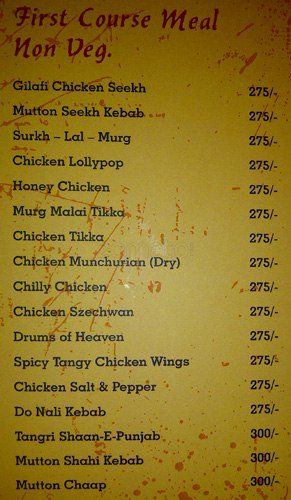 First Course Meal
Non Veg.
Gilafi Chicken Seekh 275/-
Mutton Seekh Kebab 275/-
Surkh – Lal – Murg 275/-
Chicken Lollypop 275/-
Honey Chicken 275/-
Murg Malai Tikka 275/-
Chicken Tikka 275/-
Chicken Munchurian (Dry) 275/-
Chilly Chicken 275/-
Chicken Szechwan 275/-
Drums of Heaven 275/-
Spicy Tangy Chicken Wings 275/-
Chicken Salt & Pepper 275/-
Do Nali Kebab 275/-
Tangri Shaan-E-Punjab 300/-
Mutton Shahi Kebab 300/-
Mutton Chaap 300/-